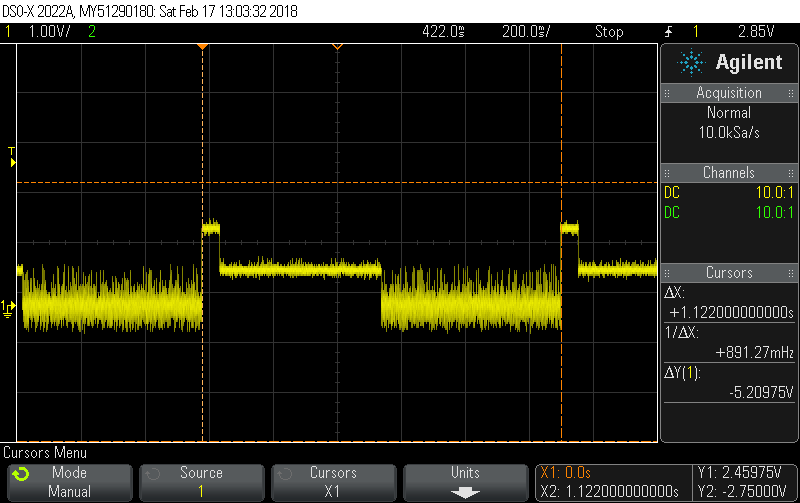 DSO-X 2022A, MY51290180: Sat Feb 17 13:03:32 2018
1 1.00V/ 2 422.0ms 200.0ms/ Stop 1 2.85V
T
1
Agilent
Acquisition
Normal
10.0kSa/s
Channels
DC 10.0:1
DC 10.0:1
Cursors
ΔX:
+1.122000000000s
1/ΔX:
+891.27mHz
ΔY(1):
-5.20975V
Cursors Menu
Mode
Manual
Source
1
Cursors
X1
Units
X1: 0.0s
X2: 1.122000000000s
Y1: 2.45975V
Y2: -2.75000V